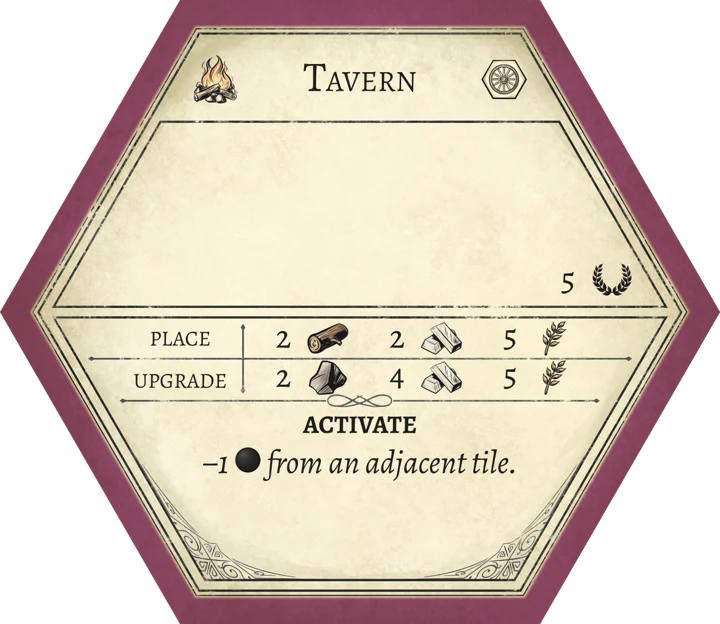 Tavern
5
PLACE 2 2 5
UPGRADE 2 4 5
ACTIVATE
–1 from an adjacent tile.